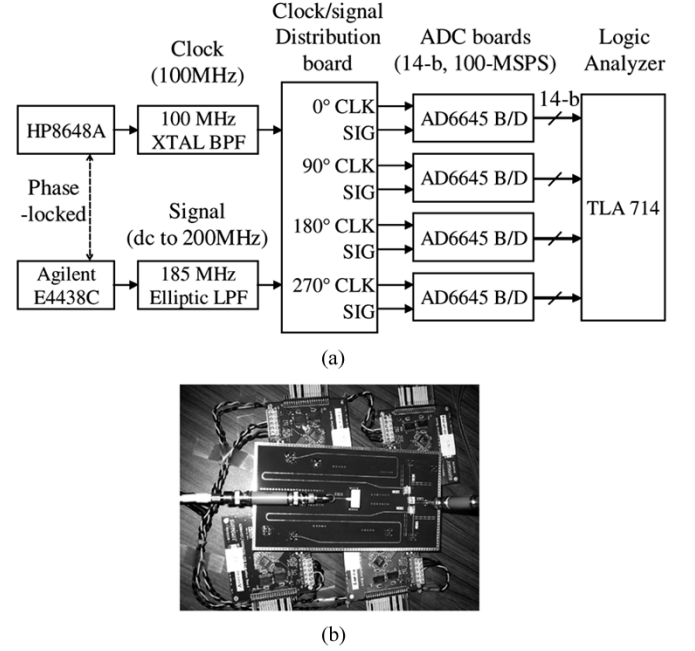 Clock/signal
Distribution
board
Clock
(100MHz)
ADC boards
(14-b, 100-MSPS)
Logic
Analyzer
HP8648A
100 MHz
XTAL BPF
0° CLK
SIG
AD6645 B/D
14-b
90° CLK
SIG
AD6645 B/D
Phase
-locked
TLA 714
Signal
(dc to 200MHz)
180° CLK
SIG
AD6645 B/D
Agilent
E4438C
185 MHz
Elliptic LPF
270° CLK
SIG
AD6645 B/D
(a)
(b)